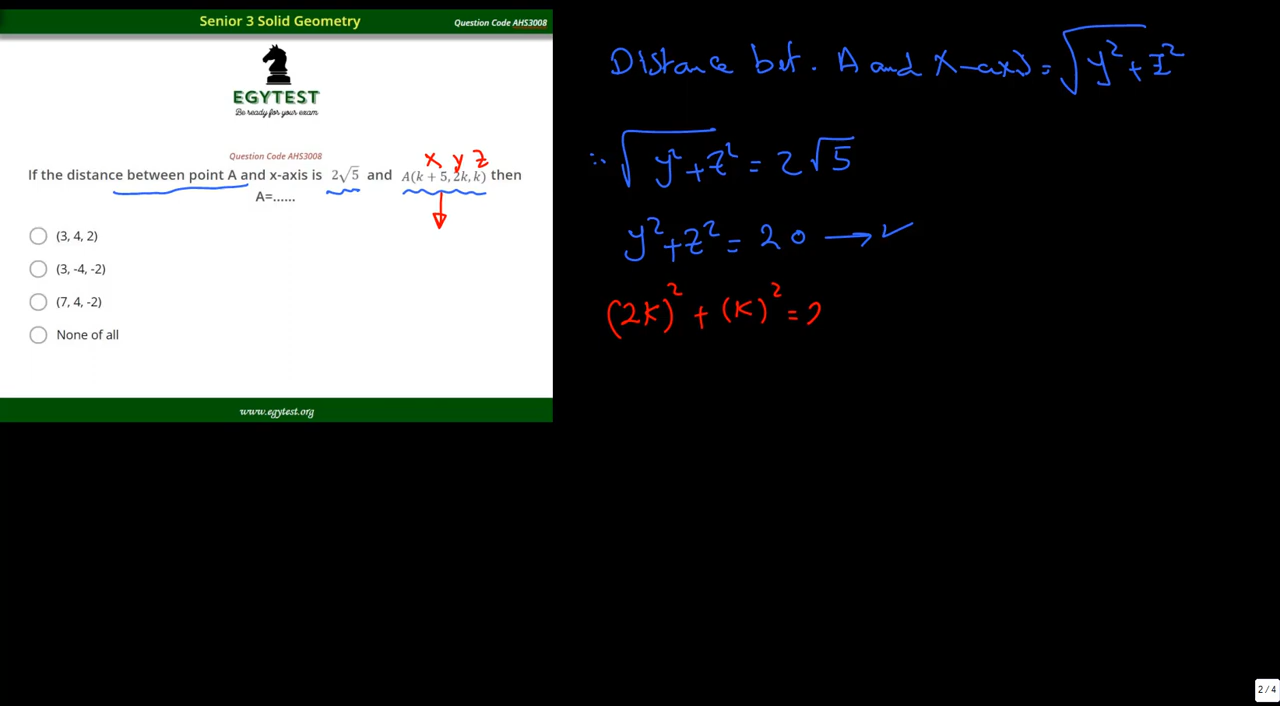 Senior 3 Solid Geometry
Question Code AHS3008
EGYTEST
Be ready for your exam
Question Code AHS3008
x y z
If the distance between point A and x-axis is 2√5 and A(k + 5, 2k, k) then
A=......
(3, 4, 2)
(3, -4, -2)
(7, 4, -2)
None of all
www.egytest.org
Distance bet. A and X-axis = √y²+z²
∴ √y²+z² = 2√5
y²+z² = 20 → ✓
(2K)² + (K)² = 2
2 / 4